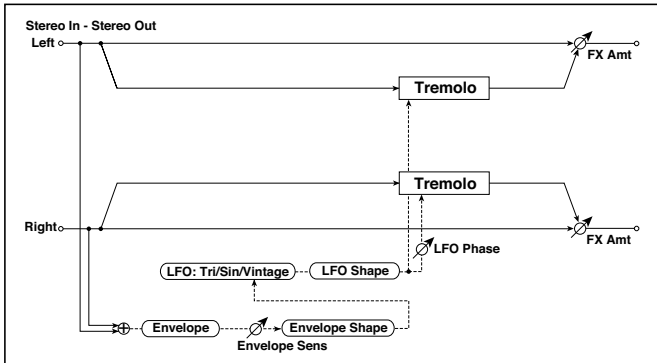 Stereo In - Stereo Out
Left
FX Amt
Tremolo
Tremolo
Right
FX Amt
LFO Phase
LFO: Tri/Sin/Vintage
LFO Shape
Envelope
Envelope Shape
Envelope Sens